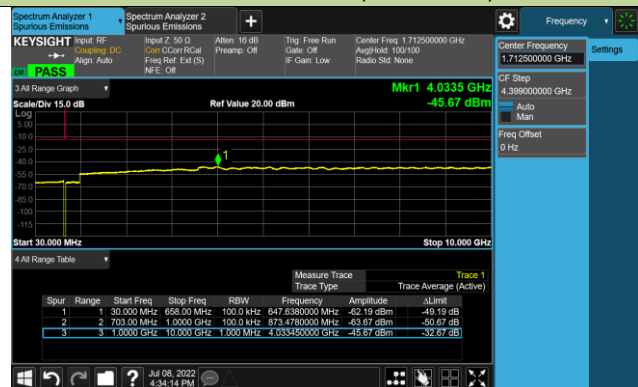 Spectrum Analyzer 1
Spurious Emissions
Spectrum Analyzer 2
Spurious Emissions
Frequency
KEYSIGHT
Input: RF
Coupling: DC
Align: Auto
Input Z: 50 Ω
Corr CCorr RCal
Freq Ref: Ext (S)
NFE: Off
Atten: 16 dB
Preamp: Off
Trig: Free Run
Gate: Off
IF Gain: Low
Center Freq: 1.712500000 GHz
Avg|Hold: 100/100
Radio Std: None
PASS
Center Frequency
1.712500000 GHz
Settings
CF Step
4.399000000 GHz
Auto
Man
Freq Offset
0 Hz
3 All Range Graph
Mkr1 4.0335 GHz
Scale/Div 15.0 dB
Ref Value 20.00 dBm
-45.67 dBm
Log
5.00
-10.0
-25.0
-40.0
-55.0
-70.0
-85.0
-100
-115
1
Start 30.000 MHz
Stop 10.000 GHz
4 All Range Table
Measure Trace
Trace 1
Trace Type
Trace Average (Active)
Spur Range Start Freq Stop Freq RBW Frequency Amplitude ΔLimit
1 1 30.000 MHz 658.00 MHz 100.0 kHz 647.6380000 MHz -62.19 dBm -49.19 dB
2 2 703.00 MHz 1.0000 GHz 100.0 kHz 873.4780000 MHz -63.67 dBm -50.67 dB
3 3 1.0000 GHz 10.000 GHz 1.000 MHz 4.033450000 GHz -45.67 dBm -32.67 dB
Jul 08, 2022
4:34:14 PM